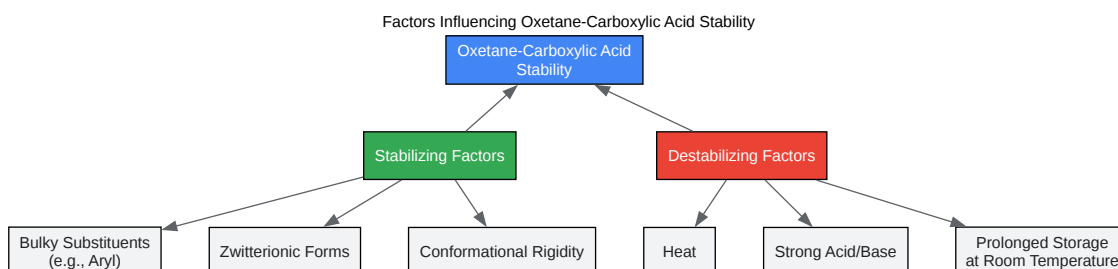 Factors Influencing Oxetane-Carboxylic Acid Stability
Oxetane-Carboxylic Acid
Stability
Stabilizing Factors
Destabilizing Factors
Bulky Substituents
(e.g., Aryl)
Zwitterionic Forms
Conformational Rigidity
Heat
Strong Acid/Base
Prolonged Storage
at Room Temperature